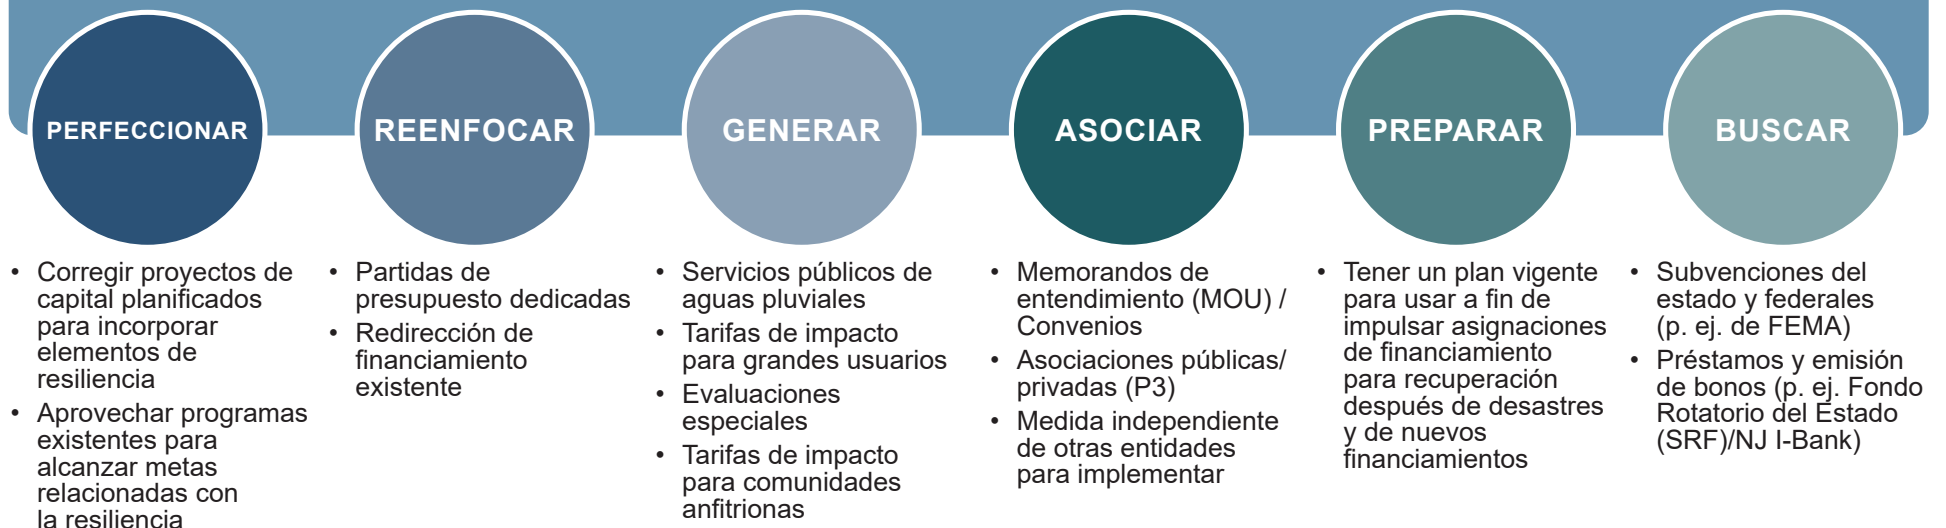 PERFECCIONAR
• Corregir proyectos de
capital planificados
para incorporar
elementos de
resiliencia
• Aprovechar programas
existentes para
alcanzar metas
relacionadas con
la resiliencia
REENFOCAR
• Partidas de
presupuesto dedicadas
• Redirección de
financiamiento
existente
GENERAR
• Servicios públicos de
aguas pluviales
• Tarifas de impacto
para grandes usuarios
• Evaluaciones
especiales
• Tarifas de impacto
para comunidades
anfitrionas
ASOCIAR
• Memorandos de
entendimiento (MOU) /
Convenios
• Asociaciones públicas/
privadas (P3)
• Medida independiente
de otras entidades
para implementar
PREPARAR
• Tener un plan vigente
para usar a fin de
impulsar asignaciones
de financiamiento
para recuperación
después de desastres
y de nuevos
financiamientos
BUSCAR
• Subvenciones del
estado y federales
(p. ej. de FEMA)
• Préstamos y emisión
de bonos (p. ej. Fondo
Rotatorio del Estado
(SRF)/NJ I-Bank)